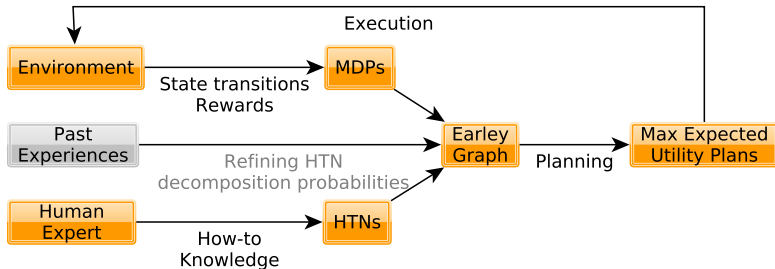 Execution
Environment
State transitions
Rewards
MDPs
Past
Experiences
Refining HTN
decomposition probabilities
Earley
Graph
Planning
Max Expected
Utility Plans
Human
Expert
How-to
Knowledge
HTNs